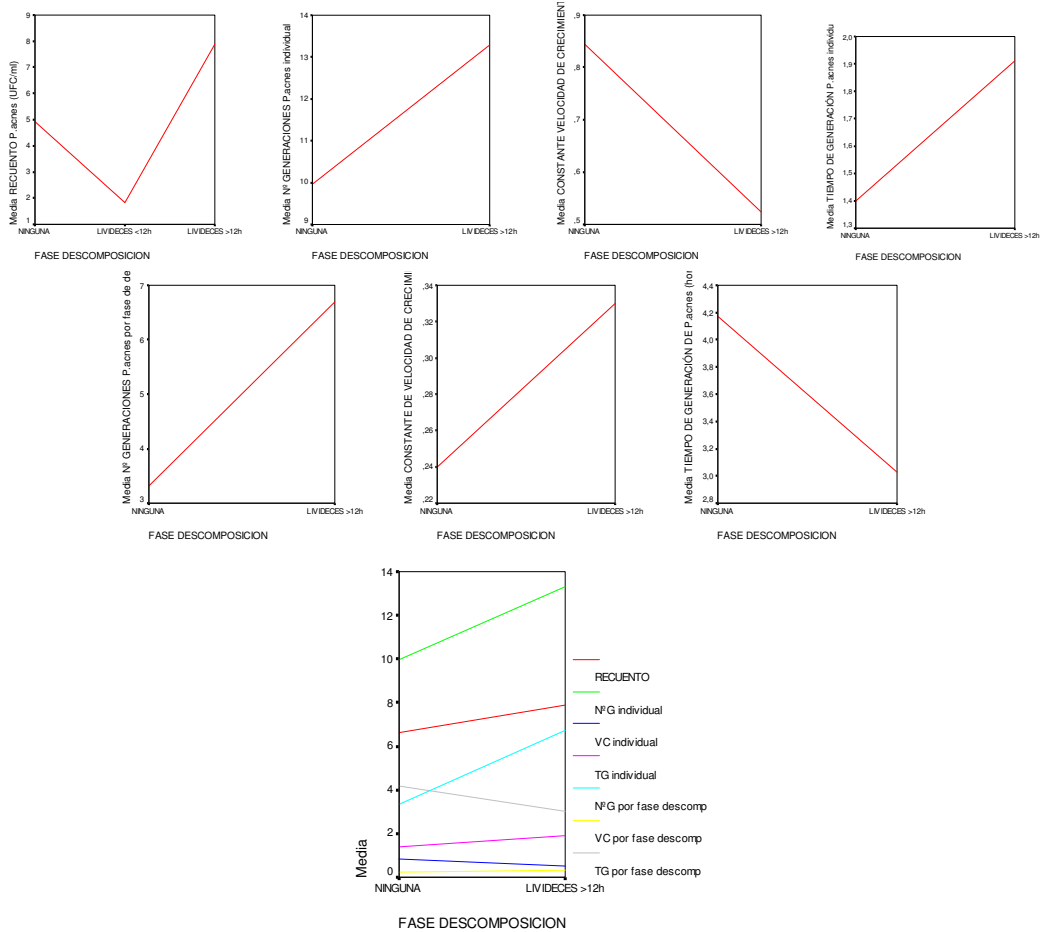 Media RECUENTO P.acnes (UFC/ml)
9
8
7
6
5
4
3
2
1
NINGUNA
LIVIDECES <12h
LIVIDECES >12h
FASE DESCOMPOSICION
Media Nº GENERACIONES P.acnes individual
14
13
12
11
10
9
NINGUNA
LIVIDECES >12h
FASE DESCOMPOSICION
Media CONSTANTE VELOCIDAD DE CRECIMIENT
,9
,8
,7
,6
,5
NINGUNA
LIVIDECES >12h
FASE DESCOMPOSICION
Media TIEMPO DE GENERACIÓN P.acnes individu
2,0
1,9
1,8
1,7
1,6
1,5
1,4
1,3
NINGUNA
LIVIDECES >12h
FASE DESCOMPOSICION
Media Nº GENERACIONES P.acnes por fase de de
7
6
5
4
3
NINGUNA
LIVIDECES >12h
FASE DESCOMPOSICION
Media CONSTANTE DE VELOCIDAD DE CRECIMI
,34
,32
,30
,28
,26
,24
,22
NINGUNA
LIVIDECES >12h
FASE DESCOMPOSICION
Media TIEMPO DE GENERACIÓN DE P.acnes (hor
4,4
4,2
4,0
3,8
3,6
3,4
3,2
3,0
2,8
NINGUNA
LIVIDECES >12h
FASE DESCOMPOSICION
Media
14
12
10
8
6
4
2
0
NINGUNA
LIVIDECES >12h
FASE DESCOMPOSICION
RECUENTO
NºG individual
VC individual
TG individual
NºG por fase descomp
VC por fase descomp
TG por fase descomp